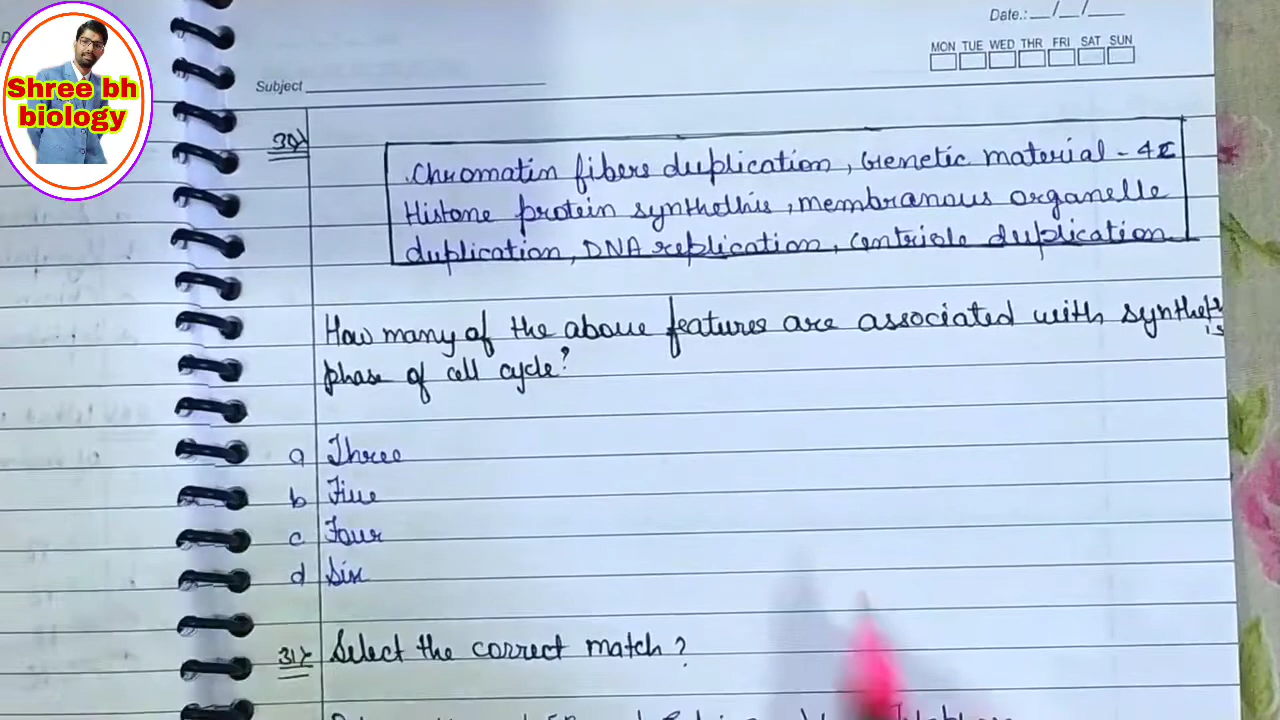 Shree bh
biology
Date.: __/__/____
MON TUE WED THR FRI SAT SUN
Subject
30)
Chromatin fibers duplication, Genetic material - 4C
Histone protein synthethis, membranous organelle
duplication, DNA replication, Centriole duplication
How many of the above features are associated with synthethis
phase of cell cycle?
a Three
b Five
c Four
d Six
31) Select the correct match?